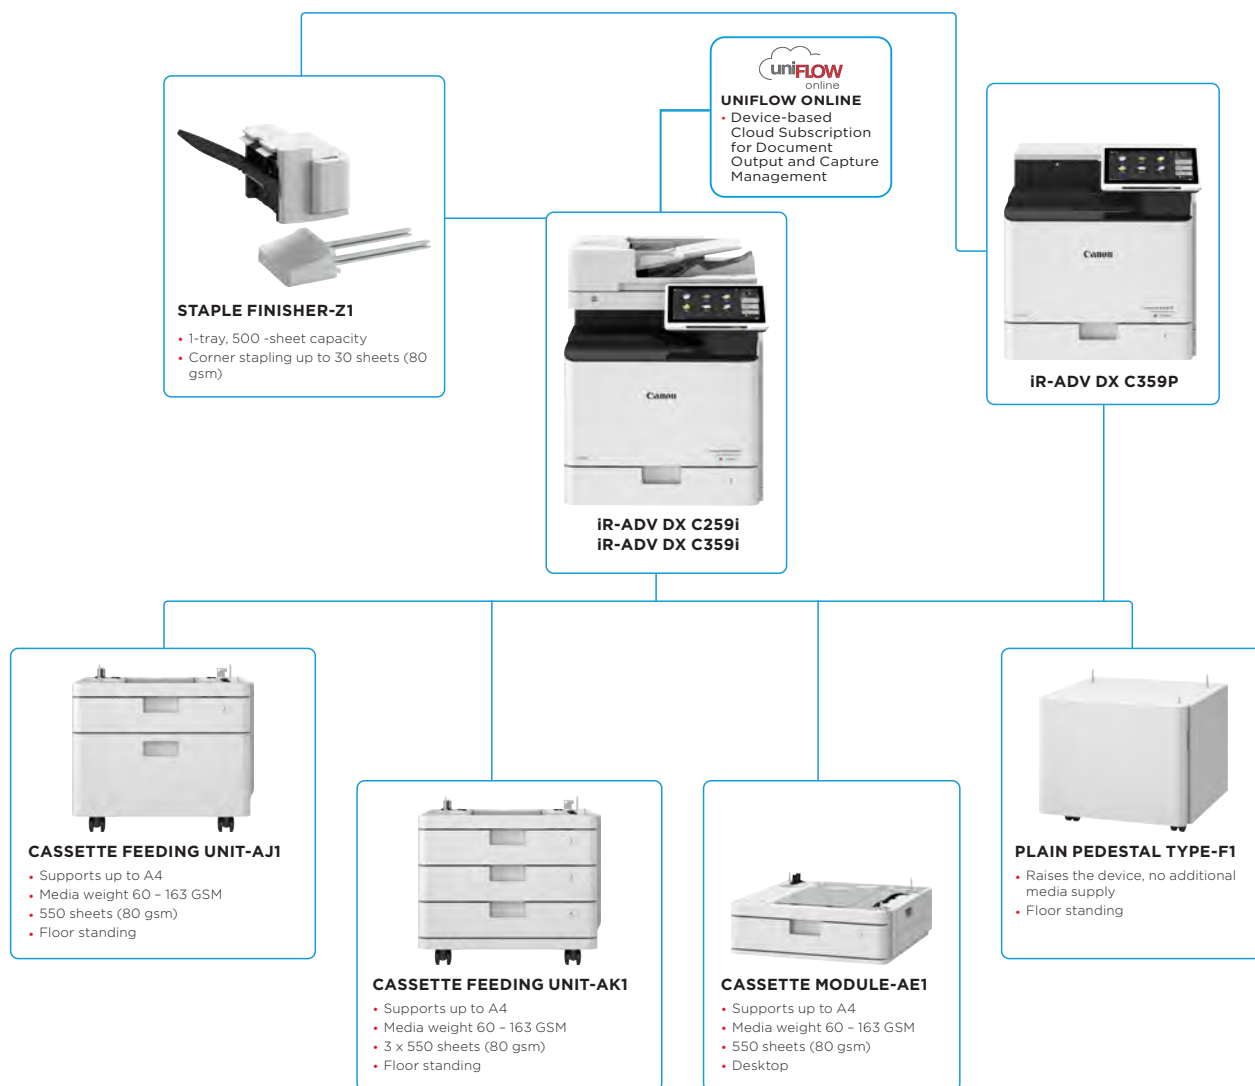 uniFLOW
online
UNIFLOW ONLINE
• Device-based
Cloud Subscription
for Document
Output and Capture
Management
STAPLE FINISHER-Z1
• 1-tray, 500 -sheet capacity
• Corner stapling up to 30 sheets (80
gsm)
Canon
iR-ADV DX C259i
iR-ADV DX C359i
Canon
iR-ADV DX C359P
CASSETTE FEEDING UNIT-AJ1
• Supports up to A4
• Media weight 60 – 163 GSM
• 550 sheets (80 gsm)
• Floor standing
CASSETTE FEEDING UNIT-AK1
• Supports up to A4
• Media weight 60 – 163 GSM
• 3 x 550 sheets (80 gsm)
• Floor standing
CASSETTE MODULE-AE1
• Supports up to A4
• Media weight 60 – 163 GSM
• 550 sheets (80 gsm)
• Desktop
PLAIN PEDESTAL TYPE-F1
• Raises the device, no additional
media supply
• Floor standing